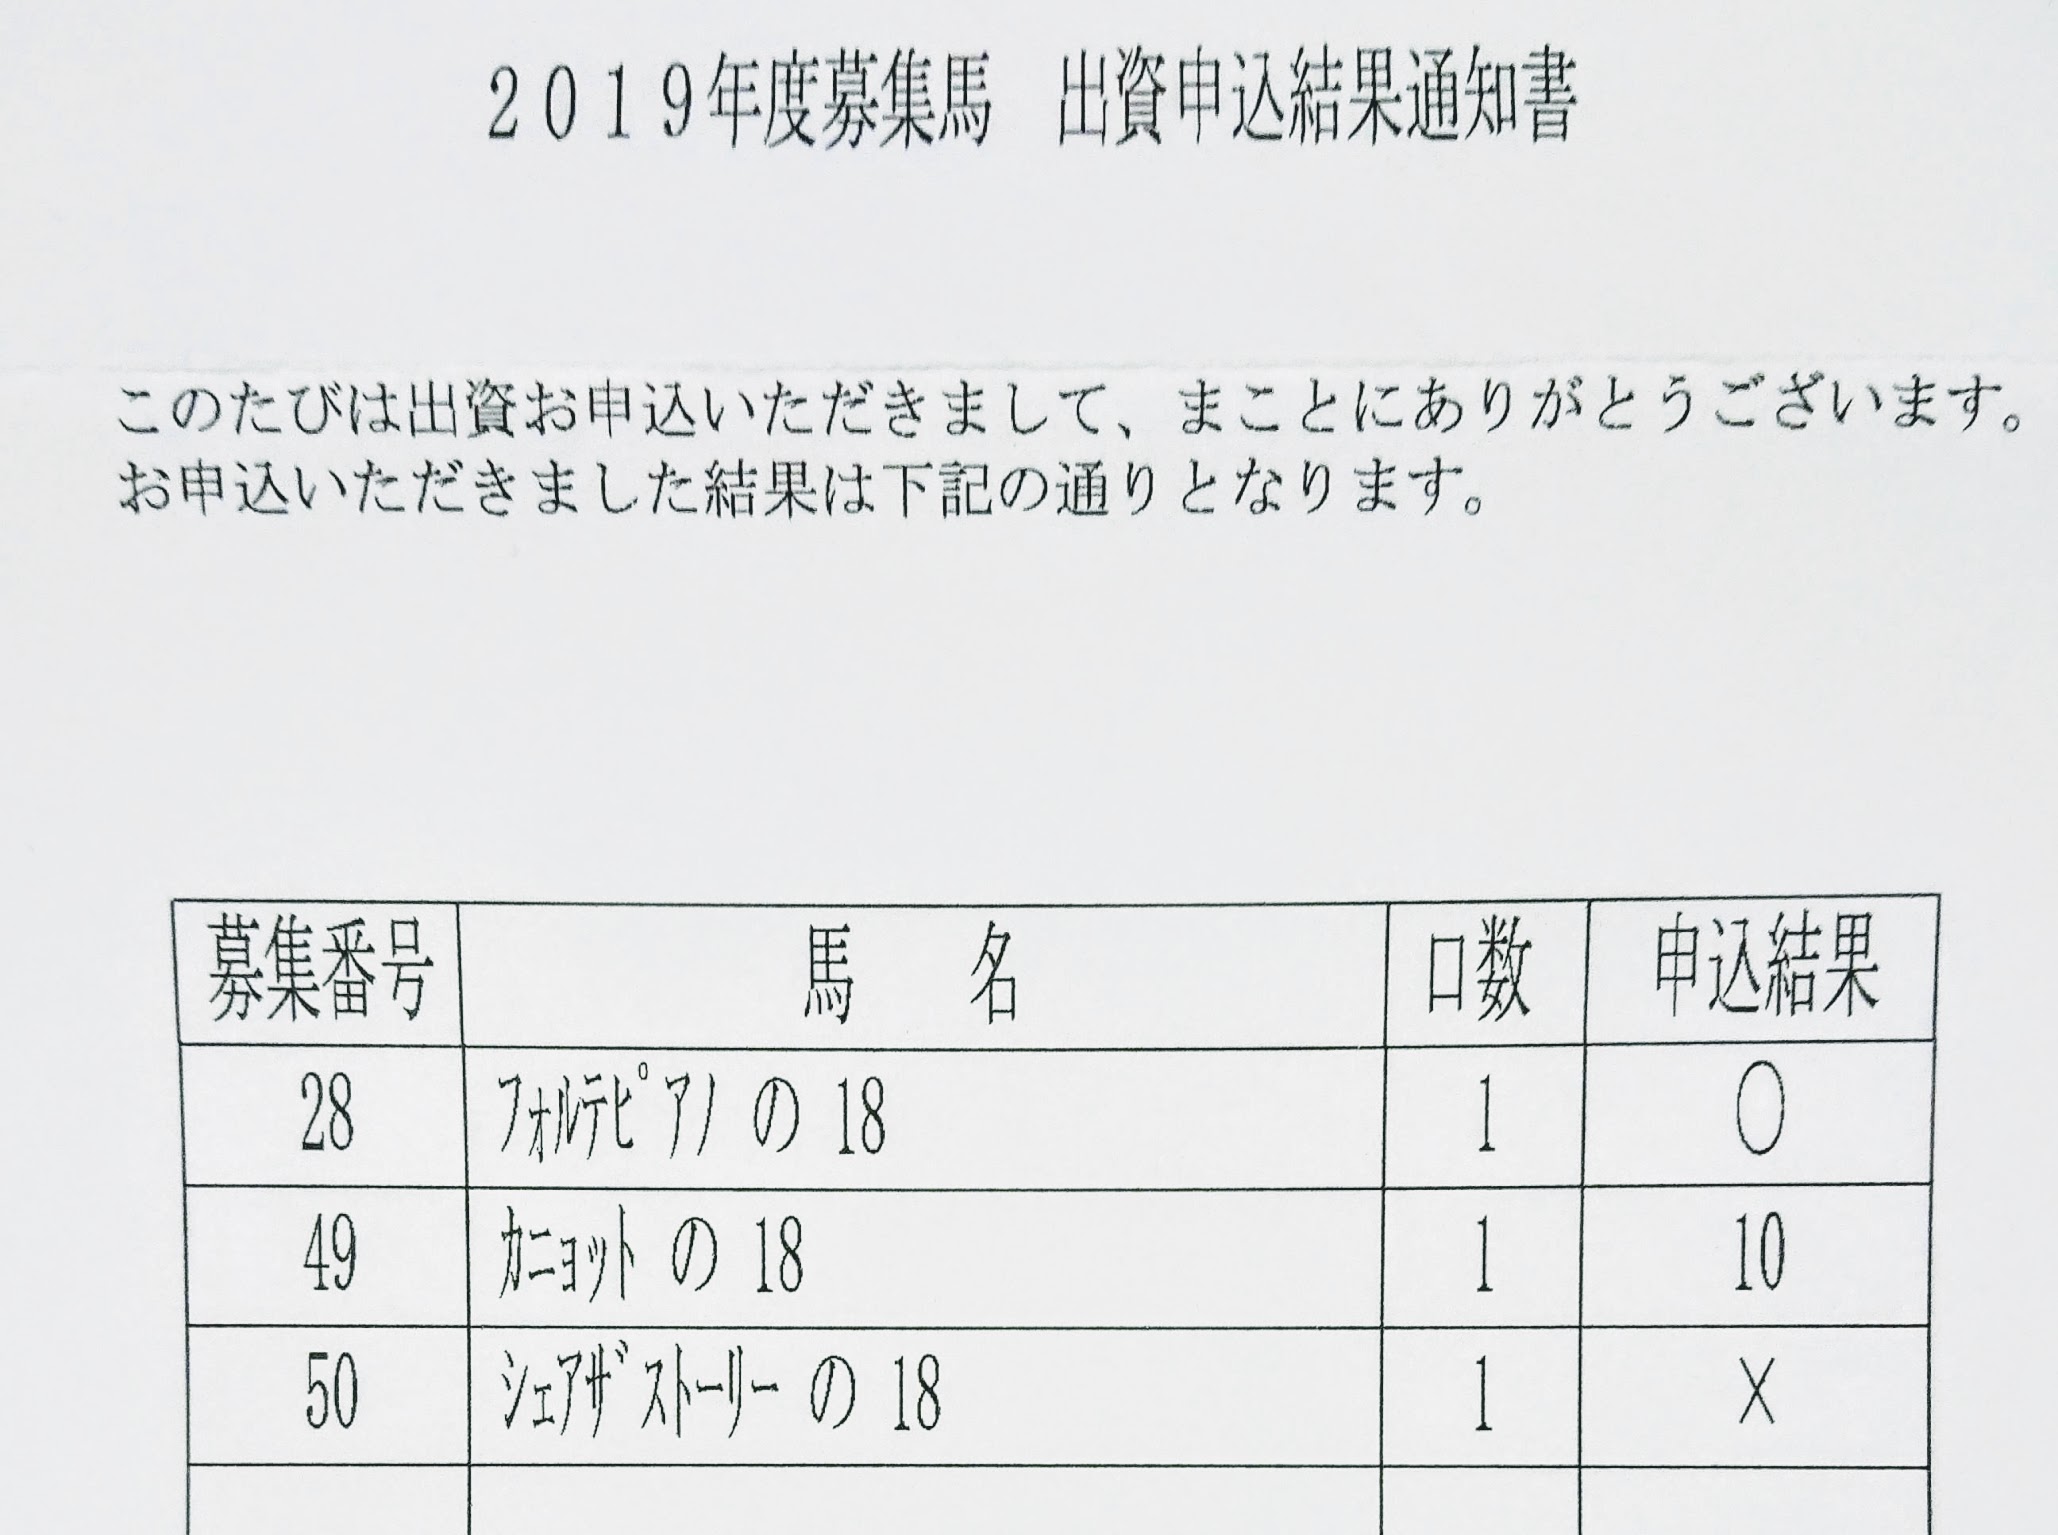 2019年度募集馬　出資申込結果通知書
このたびは出資お申込いただきまして、まことにありがとうございます。
お申込いただきました結果は下記の通りとなります。
募集番号　馬　名　口数　申込結果
28　ﾌｫﾙﾃﾋﾟｱﾉ の 18　1　○
49　ｶﾆｮｯﾄ の 18　1　10
50　ｼｪｱｻﾞｽﾄｰﾘｰ の 18　1　×